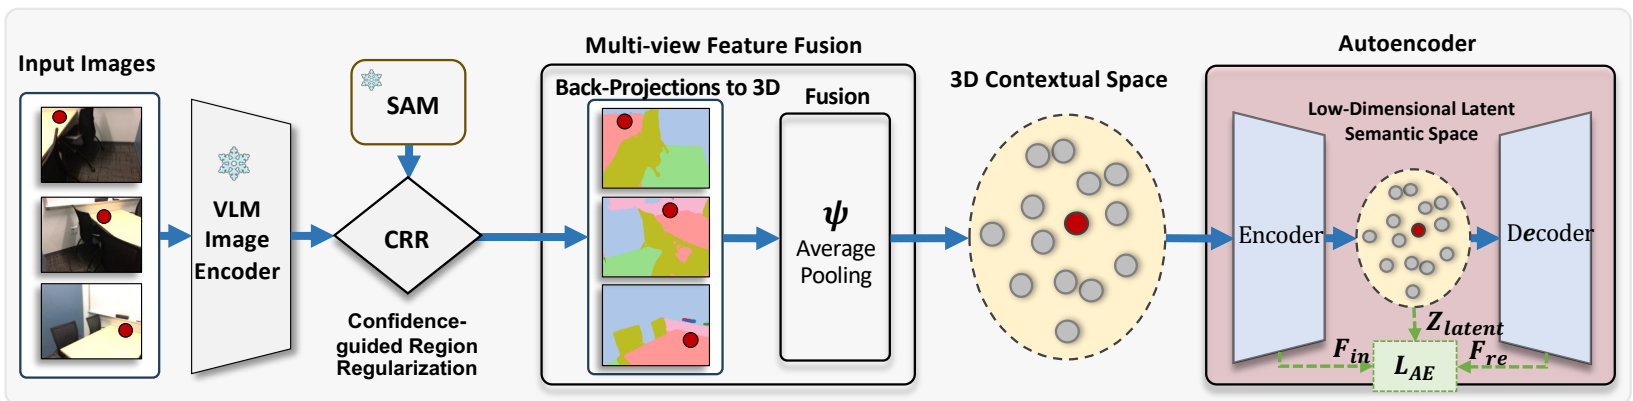 Input Images
VLM
Image
Encoder
SAM
CRR
Confidence-
guided Region
Regularization
Multi-view Feature Fusion
Back-Projections to 3D
Fusion
ψ
Average
Pooling
3D Contextual Space
Autoencoder
Low-Dimensional Latent
Semantic Space
Encoder
Decoder
Z_latent
F_in
F_re
L_AE